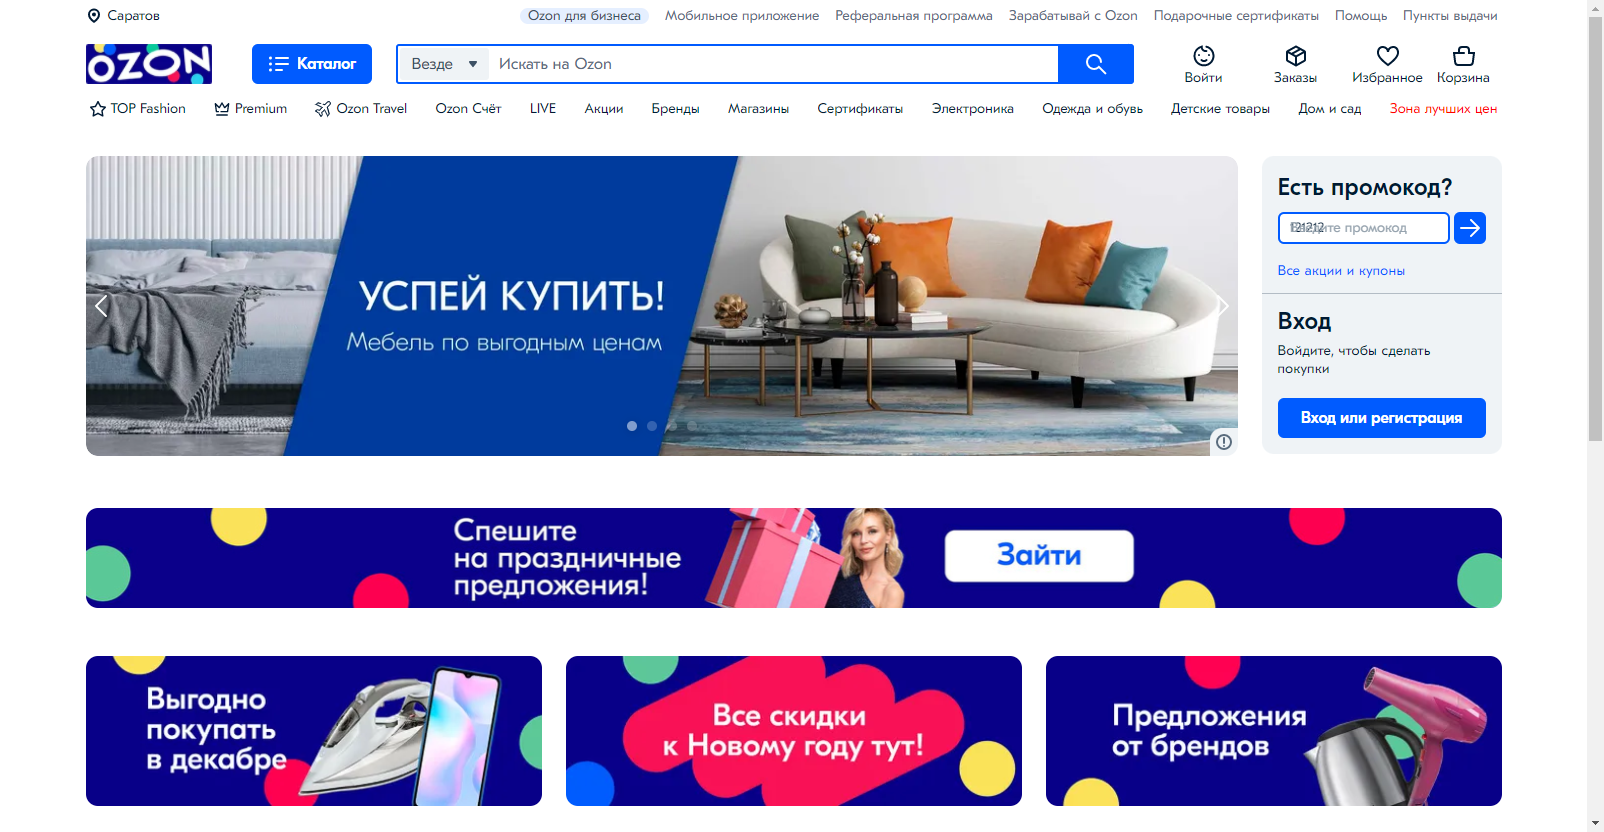 Саратов
Ozon для бизнеса Мобильное приложение Реферальная программа Зарабатывай с Ozon Подарочные сертификаты Помощь Пункты выдачи
OZON
Каталог
Везде
Искать на Ozon
Войти Заказы Избранное Корзина
TOP Fashion Premium Ozon Travel Ozon Счёт LIVE Акции Бренды Магазины Сертификаты Электроника Одежда и обувь Детские товары Дом и сад Зона лучших цен
УСПЕЙ КУПИТЬ!
Мебель по выгодным ценам
Есть промокод?
Введите промокод
Все акции и купоны
Вход
Войдите, чтобы сделать
покупки
Вход или регистрация
Спешите
на праздничные
предложения!
Зайти
Выгодно
покупать
в декабре
Все скидки
к Новому году тут!
Предложения
от брендов